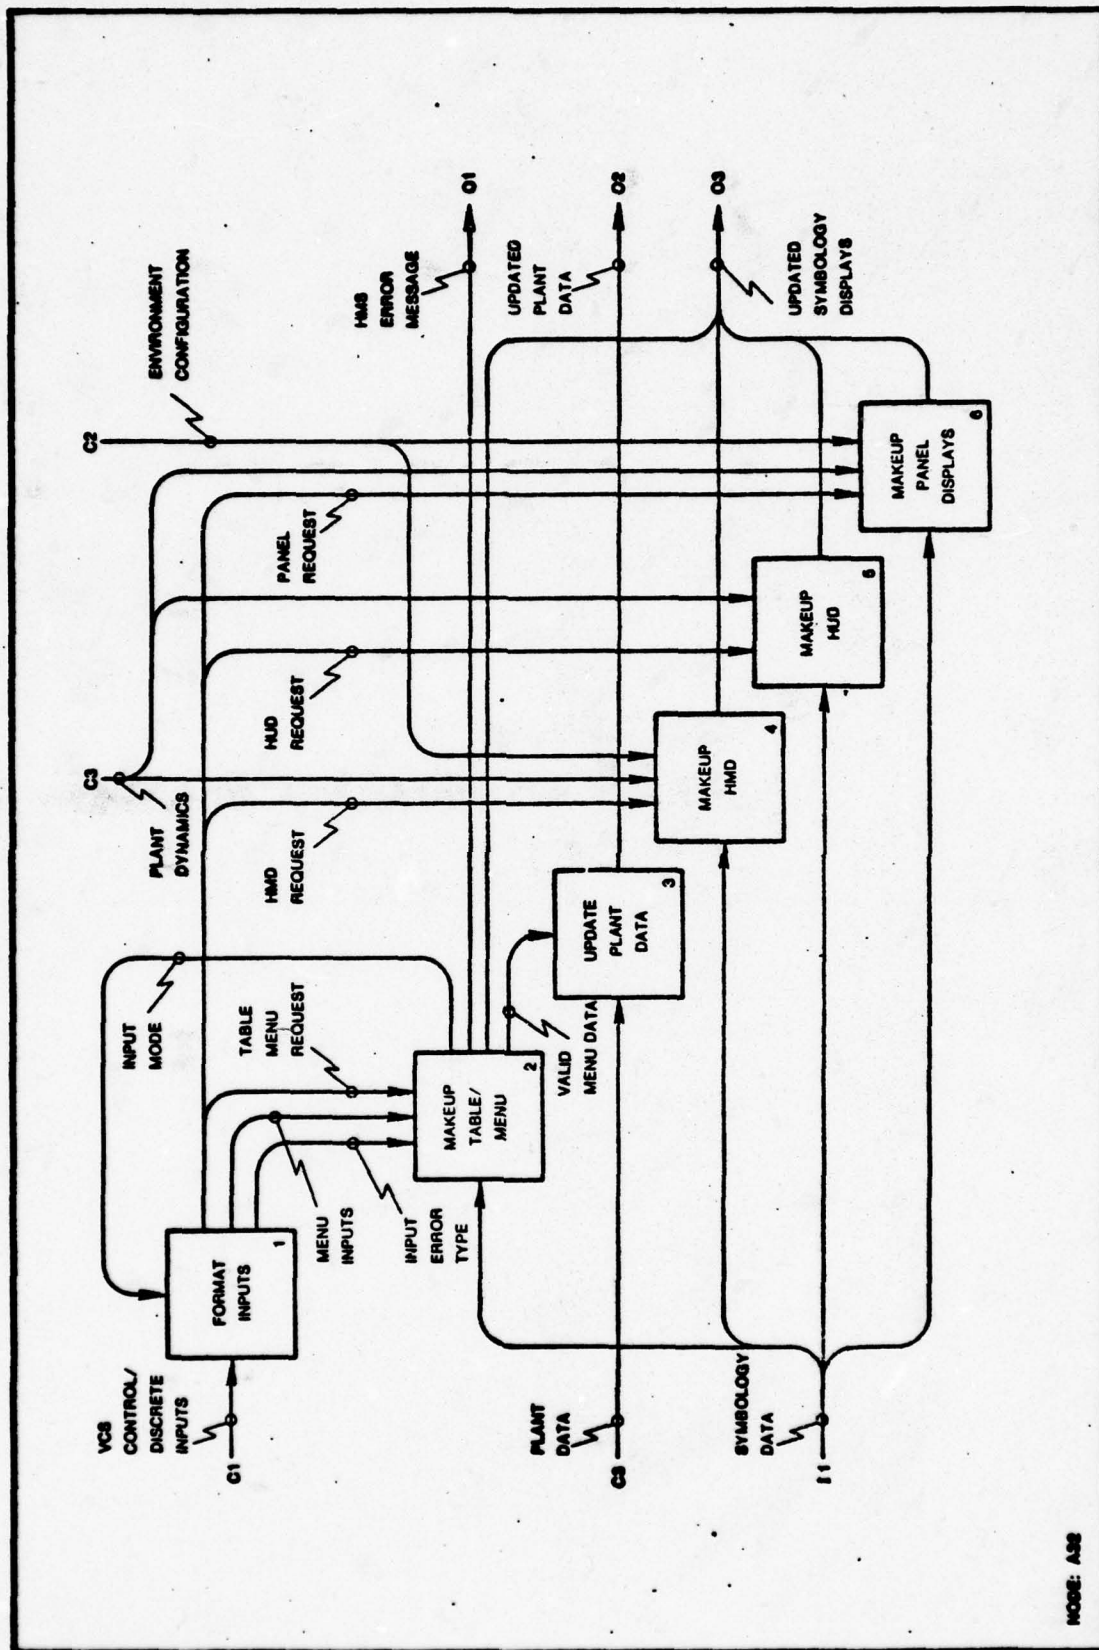 C2
ENVIRONMENT
CONFIGURATION
C3
PLANT
DYNAMICS
INPUT
MODE
VCS
CONTROL/
DISCRETE
INPUTS
C1
FORMAT
INPUTS
1
MENU
INPUTS
INPUT
ERROR
TYPE
TABLE
MENU
REQUEST
HMD
REQUEST
HUD
REQUEST
PANEL
REQUEST
HMS
ERROR
MESSAGE
O1
MAKEUP
TABLE/
MENU
2
VALID
MENU DATA
UPDATED
PLANT
DATA
O2
PLANT
DATA
C3
UPDATE
PLANT
DATA
3
MAKEUP
HMD
4
O3
UPDATED
SYMBOLOGY
DISPLAYS
SYMBOLOGY
DATA
I1
MAKEUP
HUD
5
MAKEUP
PANEL
DISPLAYS
6
NODE: A32